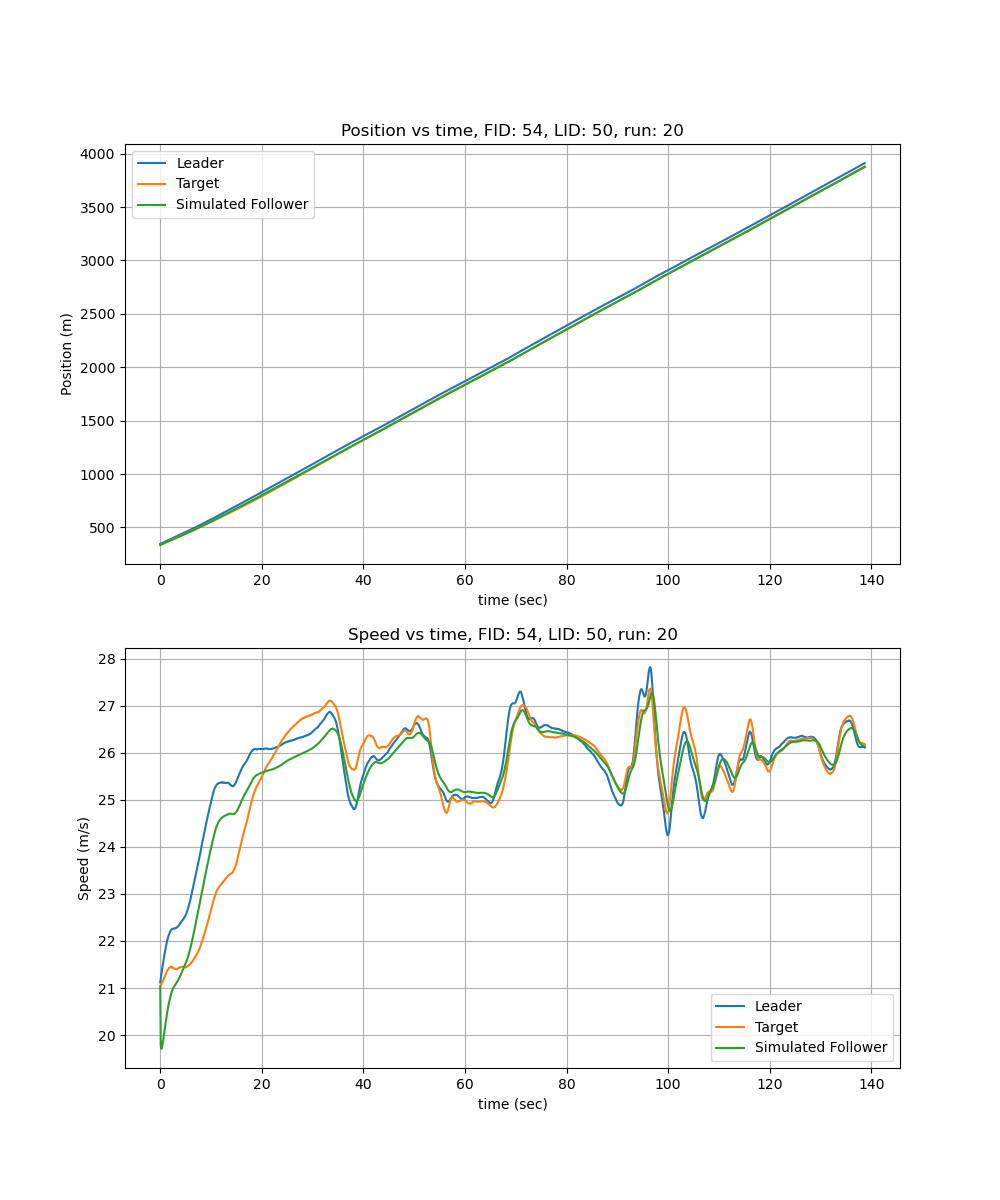 Position vs time, FID: 54, LID: 50, run: 20
Leader
Target
Simulated Follower
Position (m)
4000
3500
3000
2500
2000
1500
1000
500
0 20 40 60 80 100 120 140
time (sec)
Speed vs time, FID: 54, LID: 50, run: 20
Speed (m/s)
28
27
26
25
24
23
22
21
20
Leader
Target
Simulated Follower
0 20 40 60 80 100 120 140
time (sec)